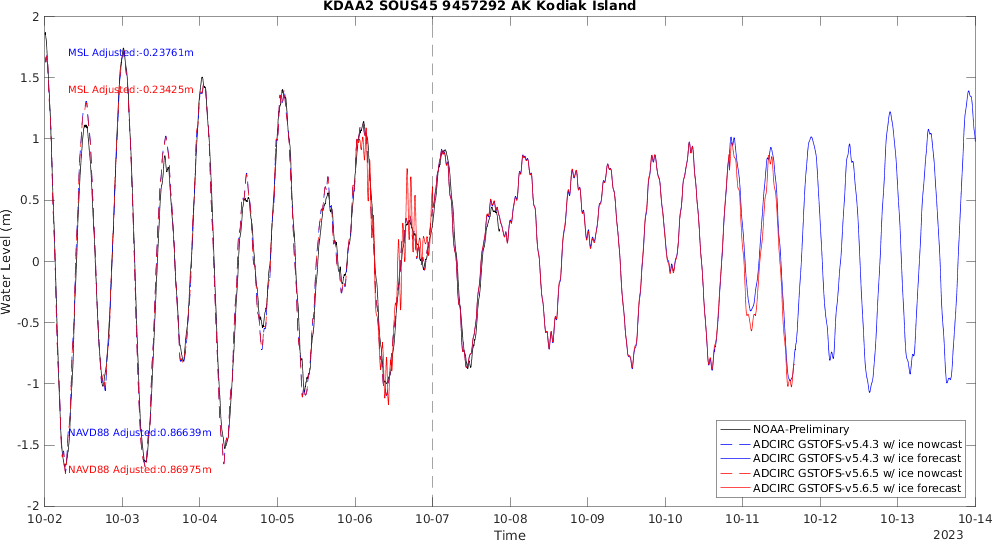 KDAA2 SOUS45 9457292 AK Kodiak Island
2
1.5
1
0.5
0
-0.5
-1
-1.5
-2
Water Level (m)
MSL Adjusted:-0.23761m
MSL Adjusted:-0.23425m
NAVD88 Adjusted:0.86639m
NAVD88 Adjusted:0.86975m
NOAA-Preliminary
ADCIRC GSTOFS-v5.4.3 w/ ice nowcast
ADCIRC GSTOFS-v5.4.3 w/ ice forecast
ADCIRC GSTOFS-v5.6.5 w/ ice nowcast
ADCIRC GSTOFS-v5.6.5 w/ ice forecast
10-02 10-03 10-04 10-05 10-06 10-07 10-08 10-09 10-10 10-11 10-12 10-13 10-14
Time
2023